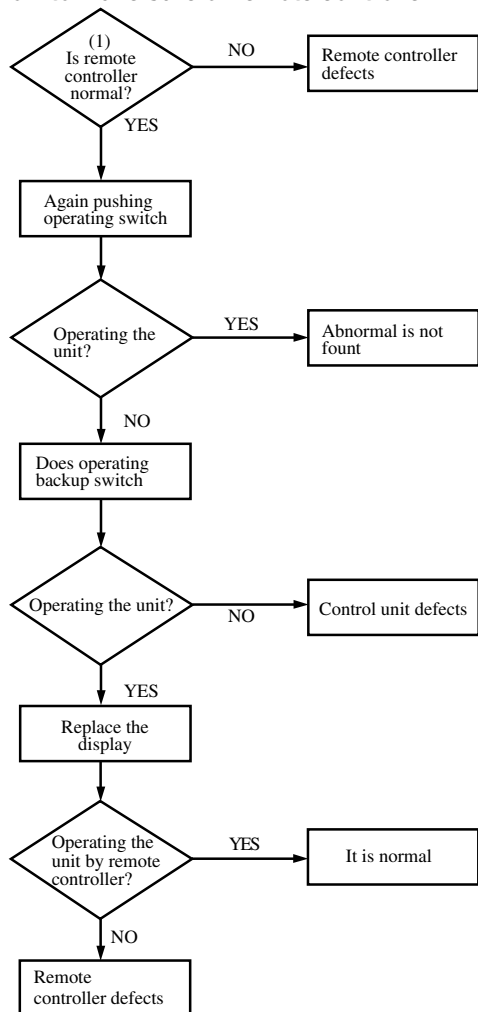 (1)
Is remote
controller
normal?
NO
Remote controller
defects
YES
Again pushing
operating switch
Operating the
unit?
YES
Abnormal is not
fount
NO
Does operating
backup switch
Operating the unit?
NO
Control unit defects
YES
Replace the
display
Operating the
unit by remote
controller?
YES
It is normal
NO
Remote
controller defects